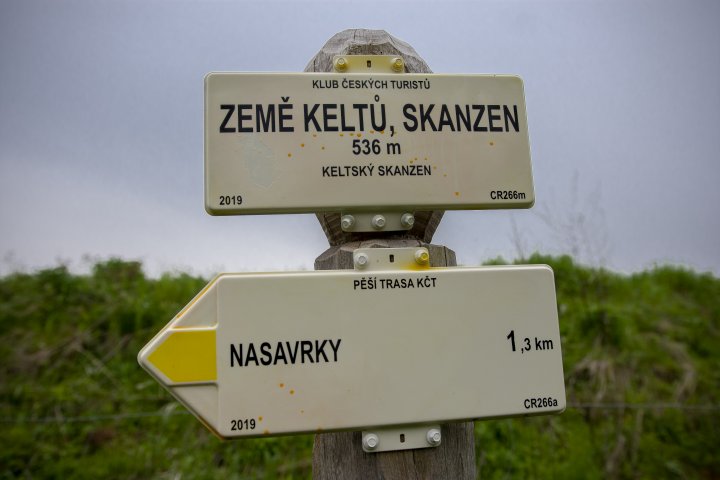 KLUB ČESKÝCH TURISTŮ
ZEMĚ KELTŮ, SKANZEN
536 m
KELTSKÝ SKANZEN
2019 CR266m
PĚŠÍ TRASA KČT
NASAVRKY 1,3 km
2019 CR266a